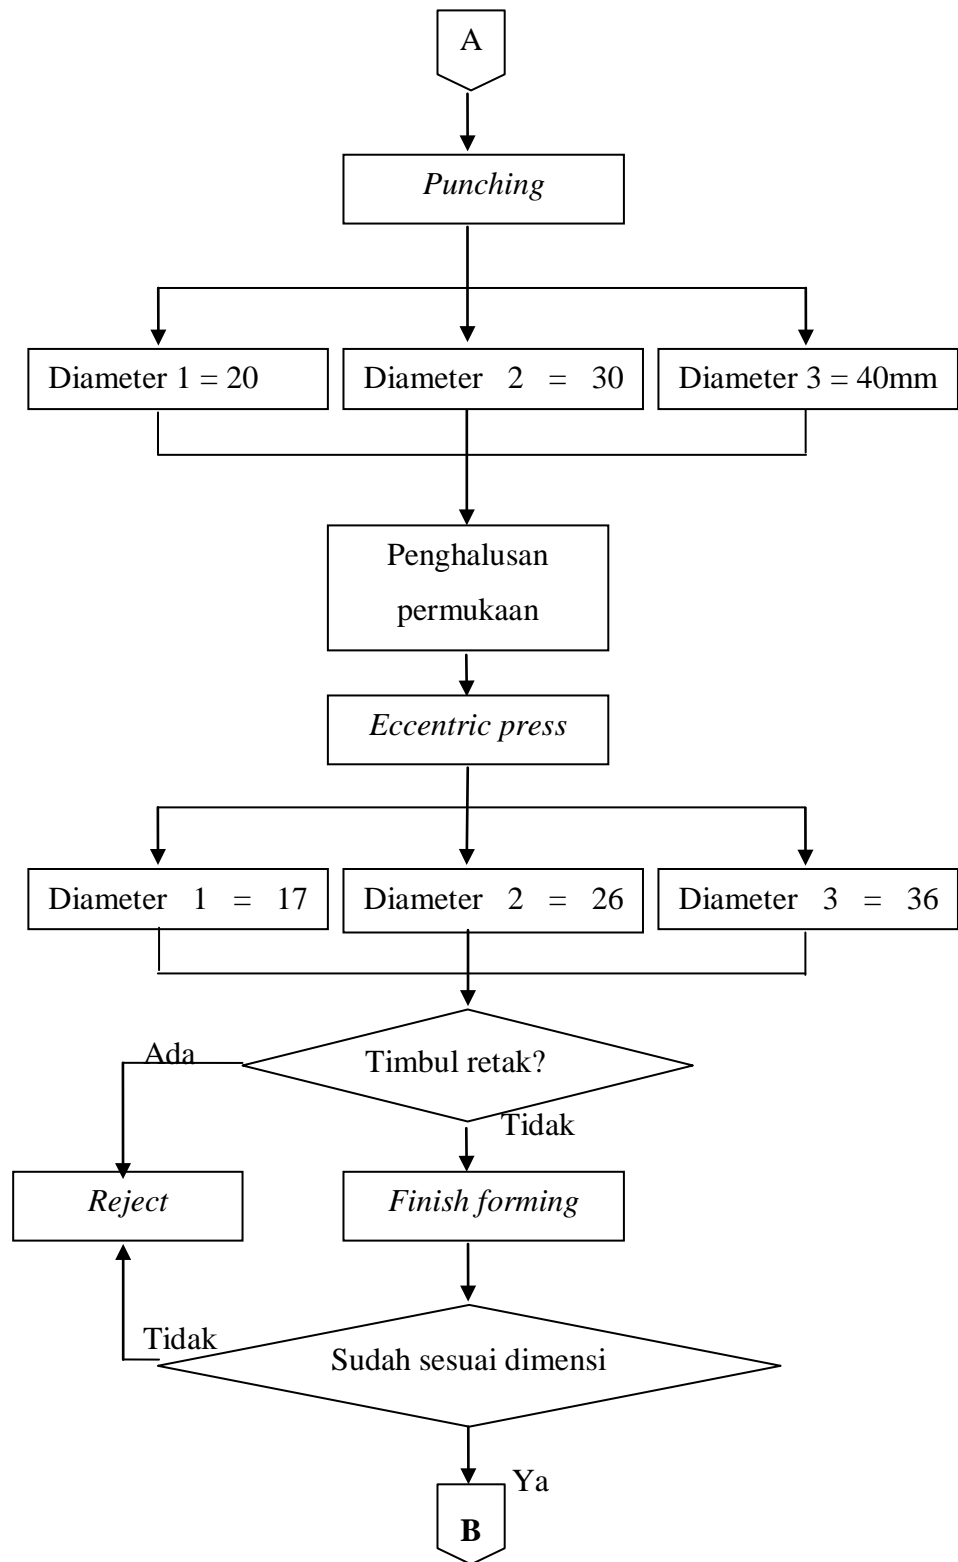 A
Punching
Diameter 1 = 20
Diameter 2 = 30
Diameter 3 = 40mm
Penghalusan
permukaan
Eccentric press
Diameter 1 = 17
Diameter 2 = 26
Diameter 3 = 36
Ada
Timbul retak?
Tidak
Reject
Finish forming
Tidak
Sudah sesuai dimensi
Ya
B